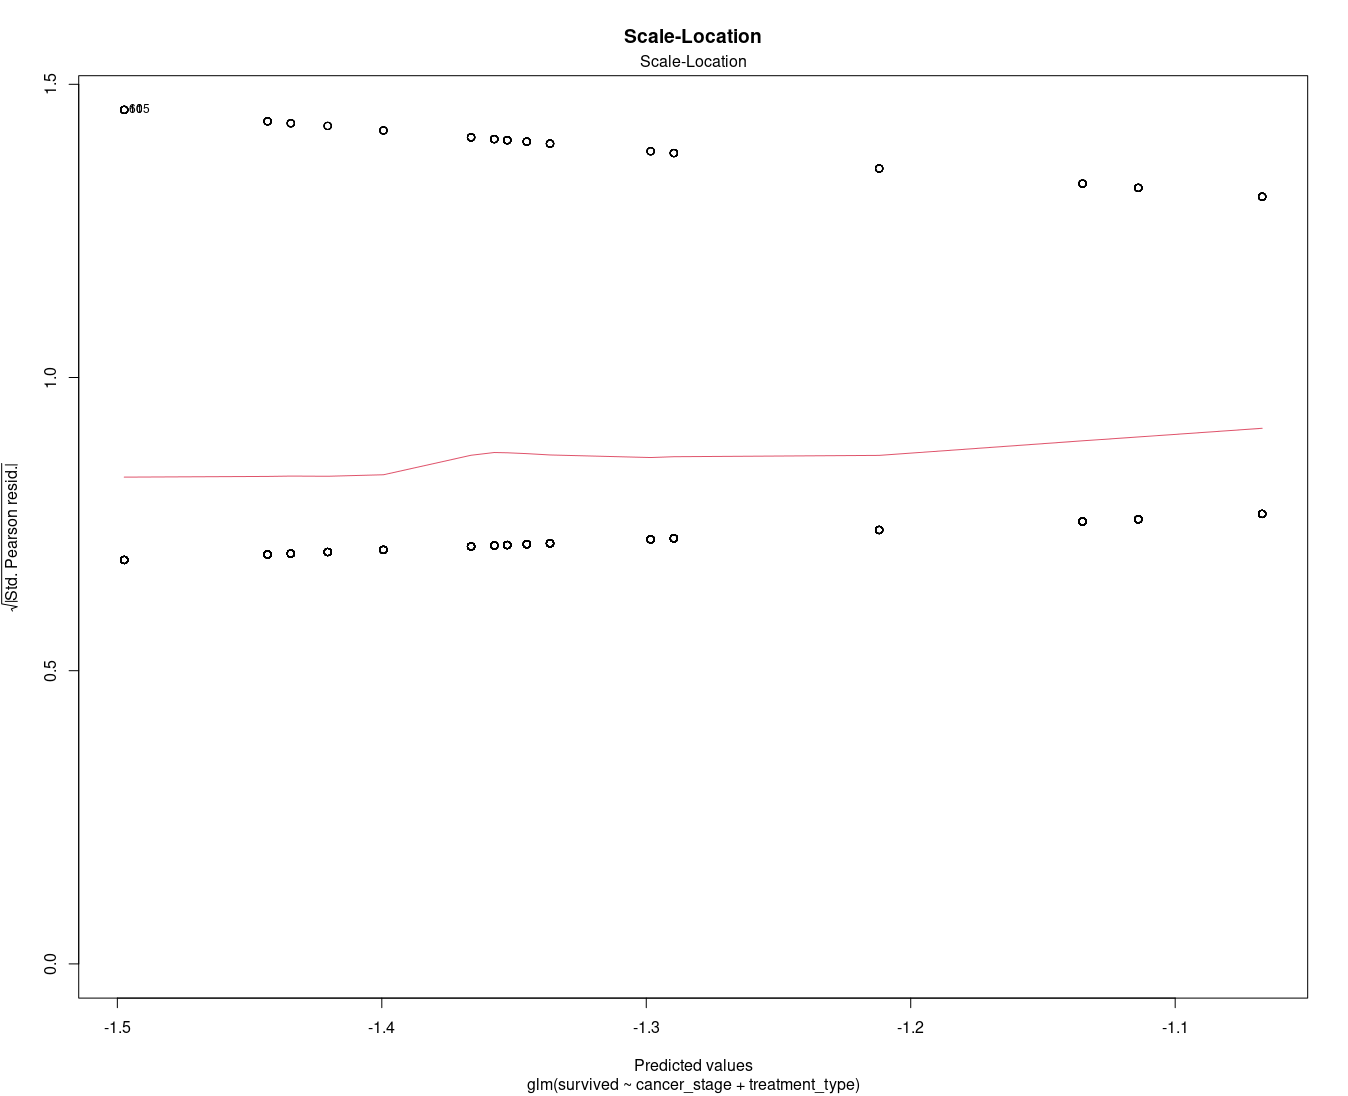 Scale-Location
Scale-Location
1.5
1.0
0.5
0.0
√|Std. Pearson resid.|
-1.5 -1.4 -1.3 -1.2 -1.1
Predicted values
glm(survived ~ cancer_stage + treatment_type)